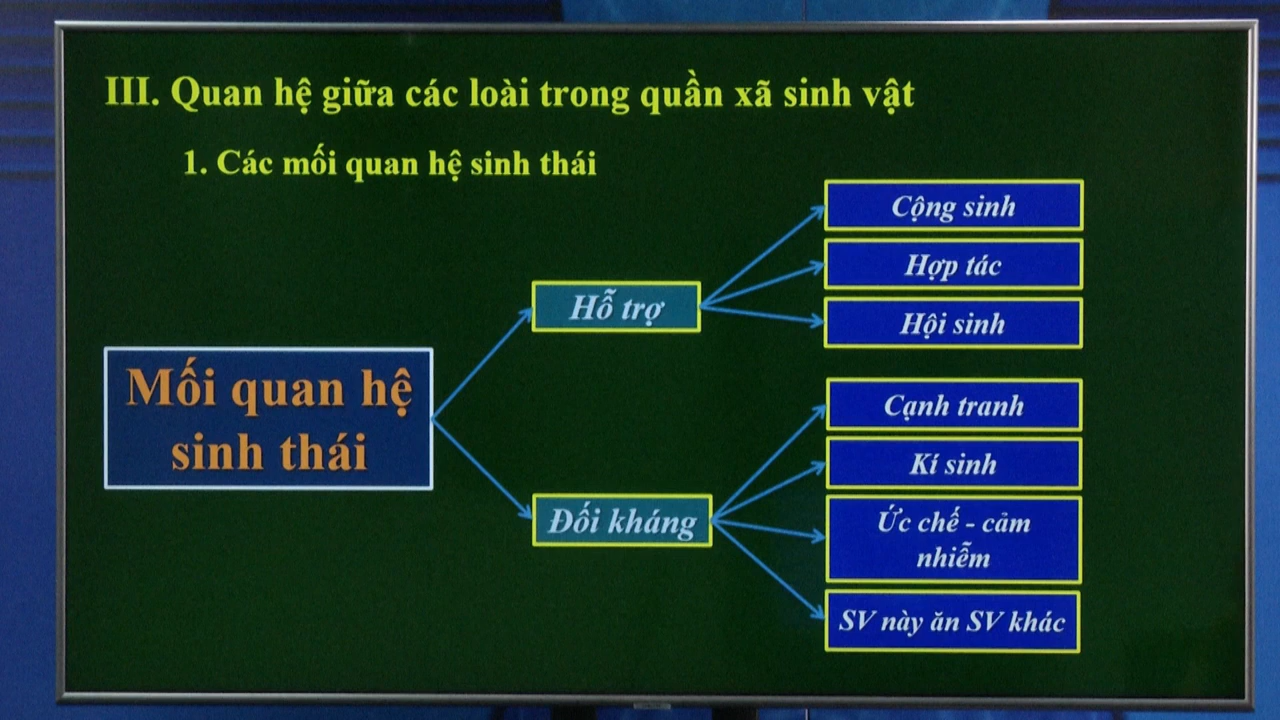 III. Quan hệ giữa các loài trong quần xã sinh vật
1. Các mối quan hệ sinh thái
Mối quan hệ
sinh thái
Hỗ trợ
Cộng sinh
Hợp tác
Hội sinh
Đối kháng
Cạnh tranh
Kí sinh
Ức chế - cảm
nhiễm
SV này ăn SV khác